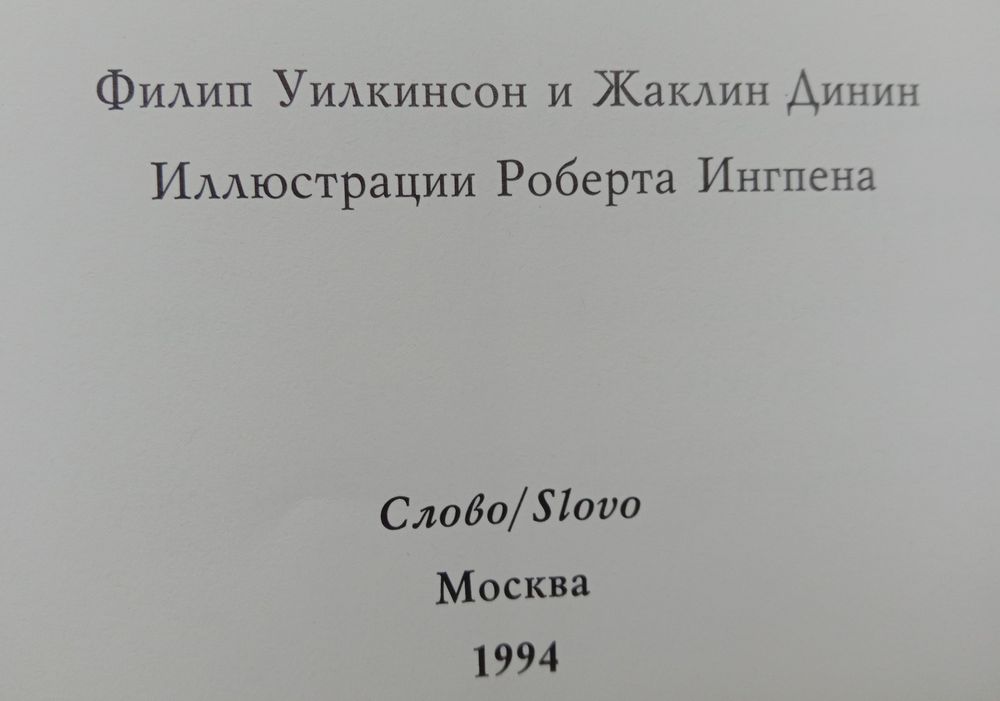 Филип Уилкинсон и Жаклин Динин
Иллюстрации Роберта Ингпена
Слово/Slovo
Москва
1994